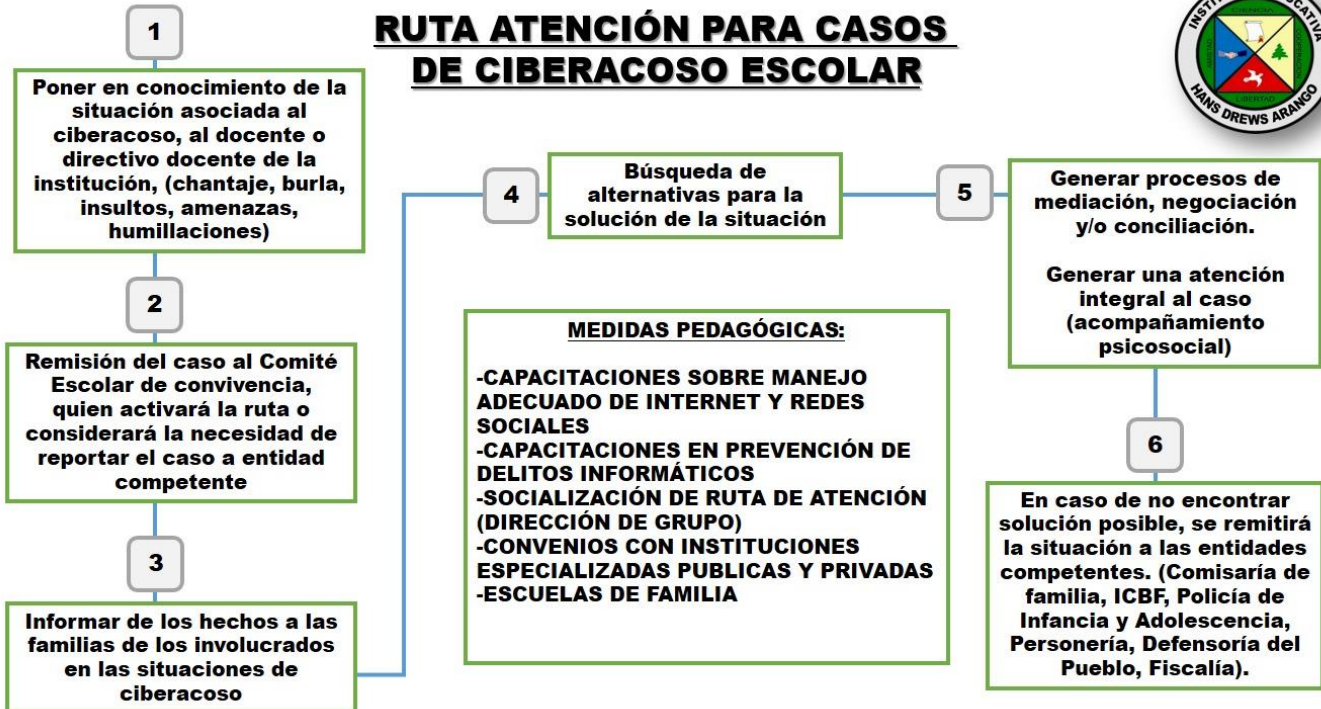 RUTA ATENCIÓN PARA CASOS
DE CIBERACOSO ESCOLAR
1
Poner en conocimiento de la
situación asociada al
ciberacoso, al docente o
directivo docente de la
institución, (chantaje, burla,
insultos, amenazas,
humillaciones)
2
Remisión del caso al Comité
Escolar de convivencia,
quien activará la ruta o
considerará la necesidad de
reportar el caso a entidad
competente
3
Informar de los hechos a las
familias de los involucrados
en las situaciones de
ciberacoso
4
Búsqueda de
alternativas para la
solución de la situación
5
Generar procesos de
mediación, negociación
y/o conciliación.
Generar una atención
integral al caso
(acompañamiento
psicosocial)
6
En caso de no encontrar
solución posible, se remitirá
la situación a las entidades
competentes. (Comisaría de
familia, ICBF, Policía de
Infancia y Adolescencia,
Personería, Defensoría del
Pueblo, Fiscalía).
MEDIDAS PEDAGÓGICAS:
-CAPACITACIONES SOBRE MANEJO
ADECUADO DE INTERNET Y REDES
SOCIALES
-CAPACITACIONES EN PREVENCIÓN DE
DELITOS INFORMÁTICOS
-SOCIALIZACIÓN DE RUTA DE ATENCIÓN
(DIRECCIÓN DE GRUPO)
-CONVENIOS CON INSTITUCIONES
ESPECIALIZADAS PUBLICAS Y PRIVADAS
-ESCUELAS DE FAMILIA
HANS DREWS ARANGO
CIENCIA
LIBERTAD